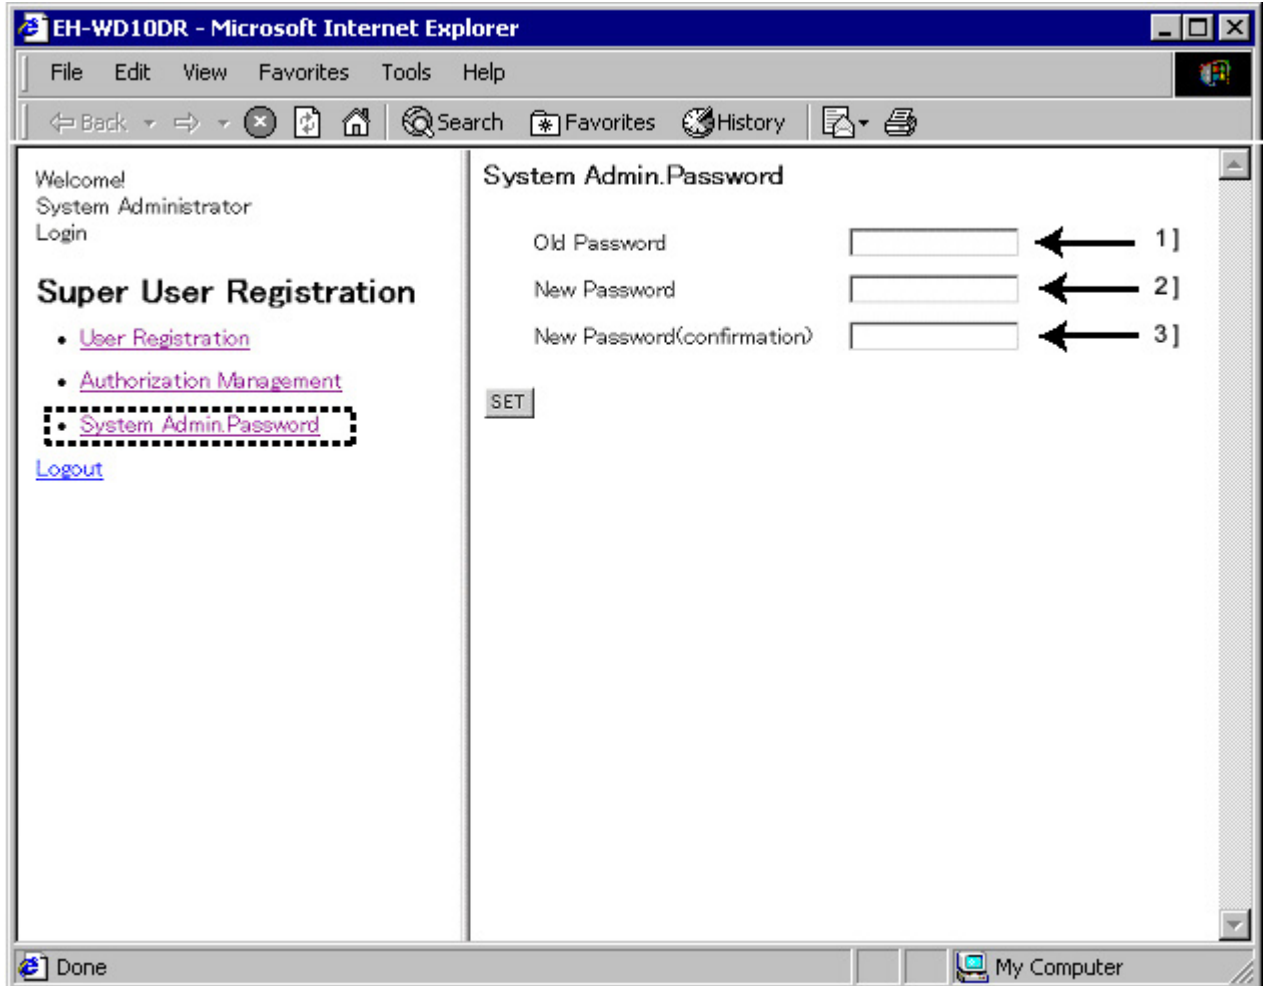 EH-WD10DR - Microsoft Internet Explorer
File Edit View Favorites Tools Help
Back Search Favorites History
Welcome!
System Administrator
Login
Super User Registration
• User Registration
• Authorization Management
• System Admin.Password
Logout
System Admin.Password
Old Password 1]
New Password 2]
New Password(confirmation) 3]
SET
Done My Computer